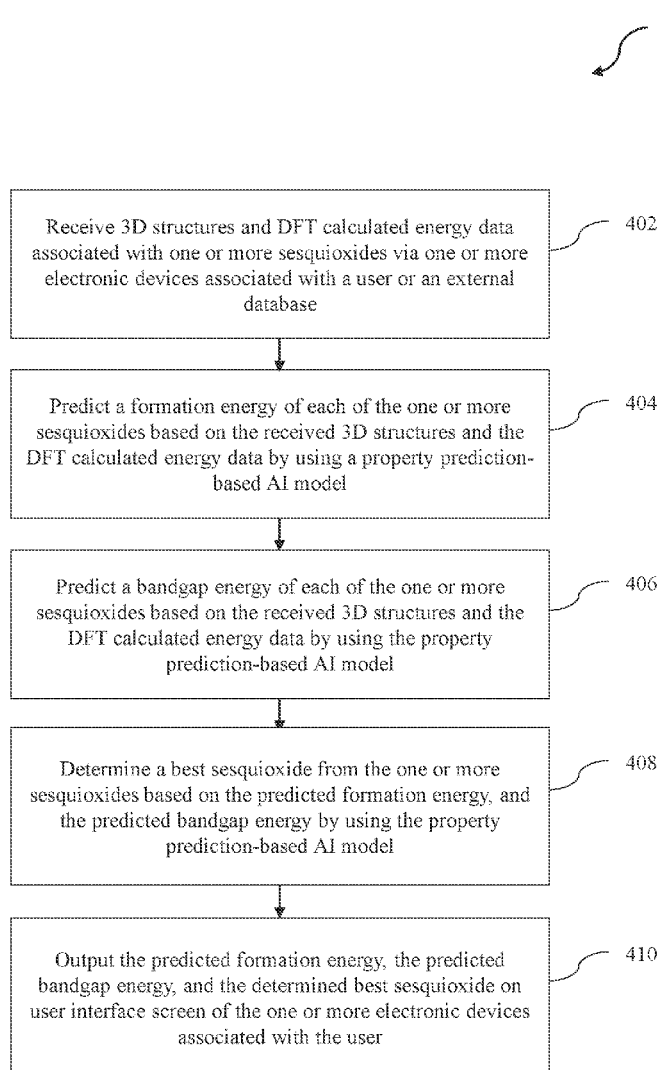 Receive 3D structures and DFT calculated energy data
associated with one or more sesquioxides via one or more
electronic devices associated with a user or an external
database
402
Predict a formation energy of each of the one or more
sesquioxides based on the received 3D structures and the
DFT calculated energy data by using a property prediction-
based AI model
404
Predict a bandgap energy of each of the one or more
sesquioxides based on the received 3D structures and the
DFT calculated energy data by using the property
prediction-based AI model
406
Determine a best sesquioxide from the one or more
sesquioxides based on the predicted formation energy, and
the predicted bandgap energy by using the property
prediction-based AI model
408
Output the predicted formation energy, the predicted
bandgap energy, and the determined best sesquioxide on
user interface screen of the one or more electronic devices
associated with the user
410